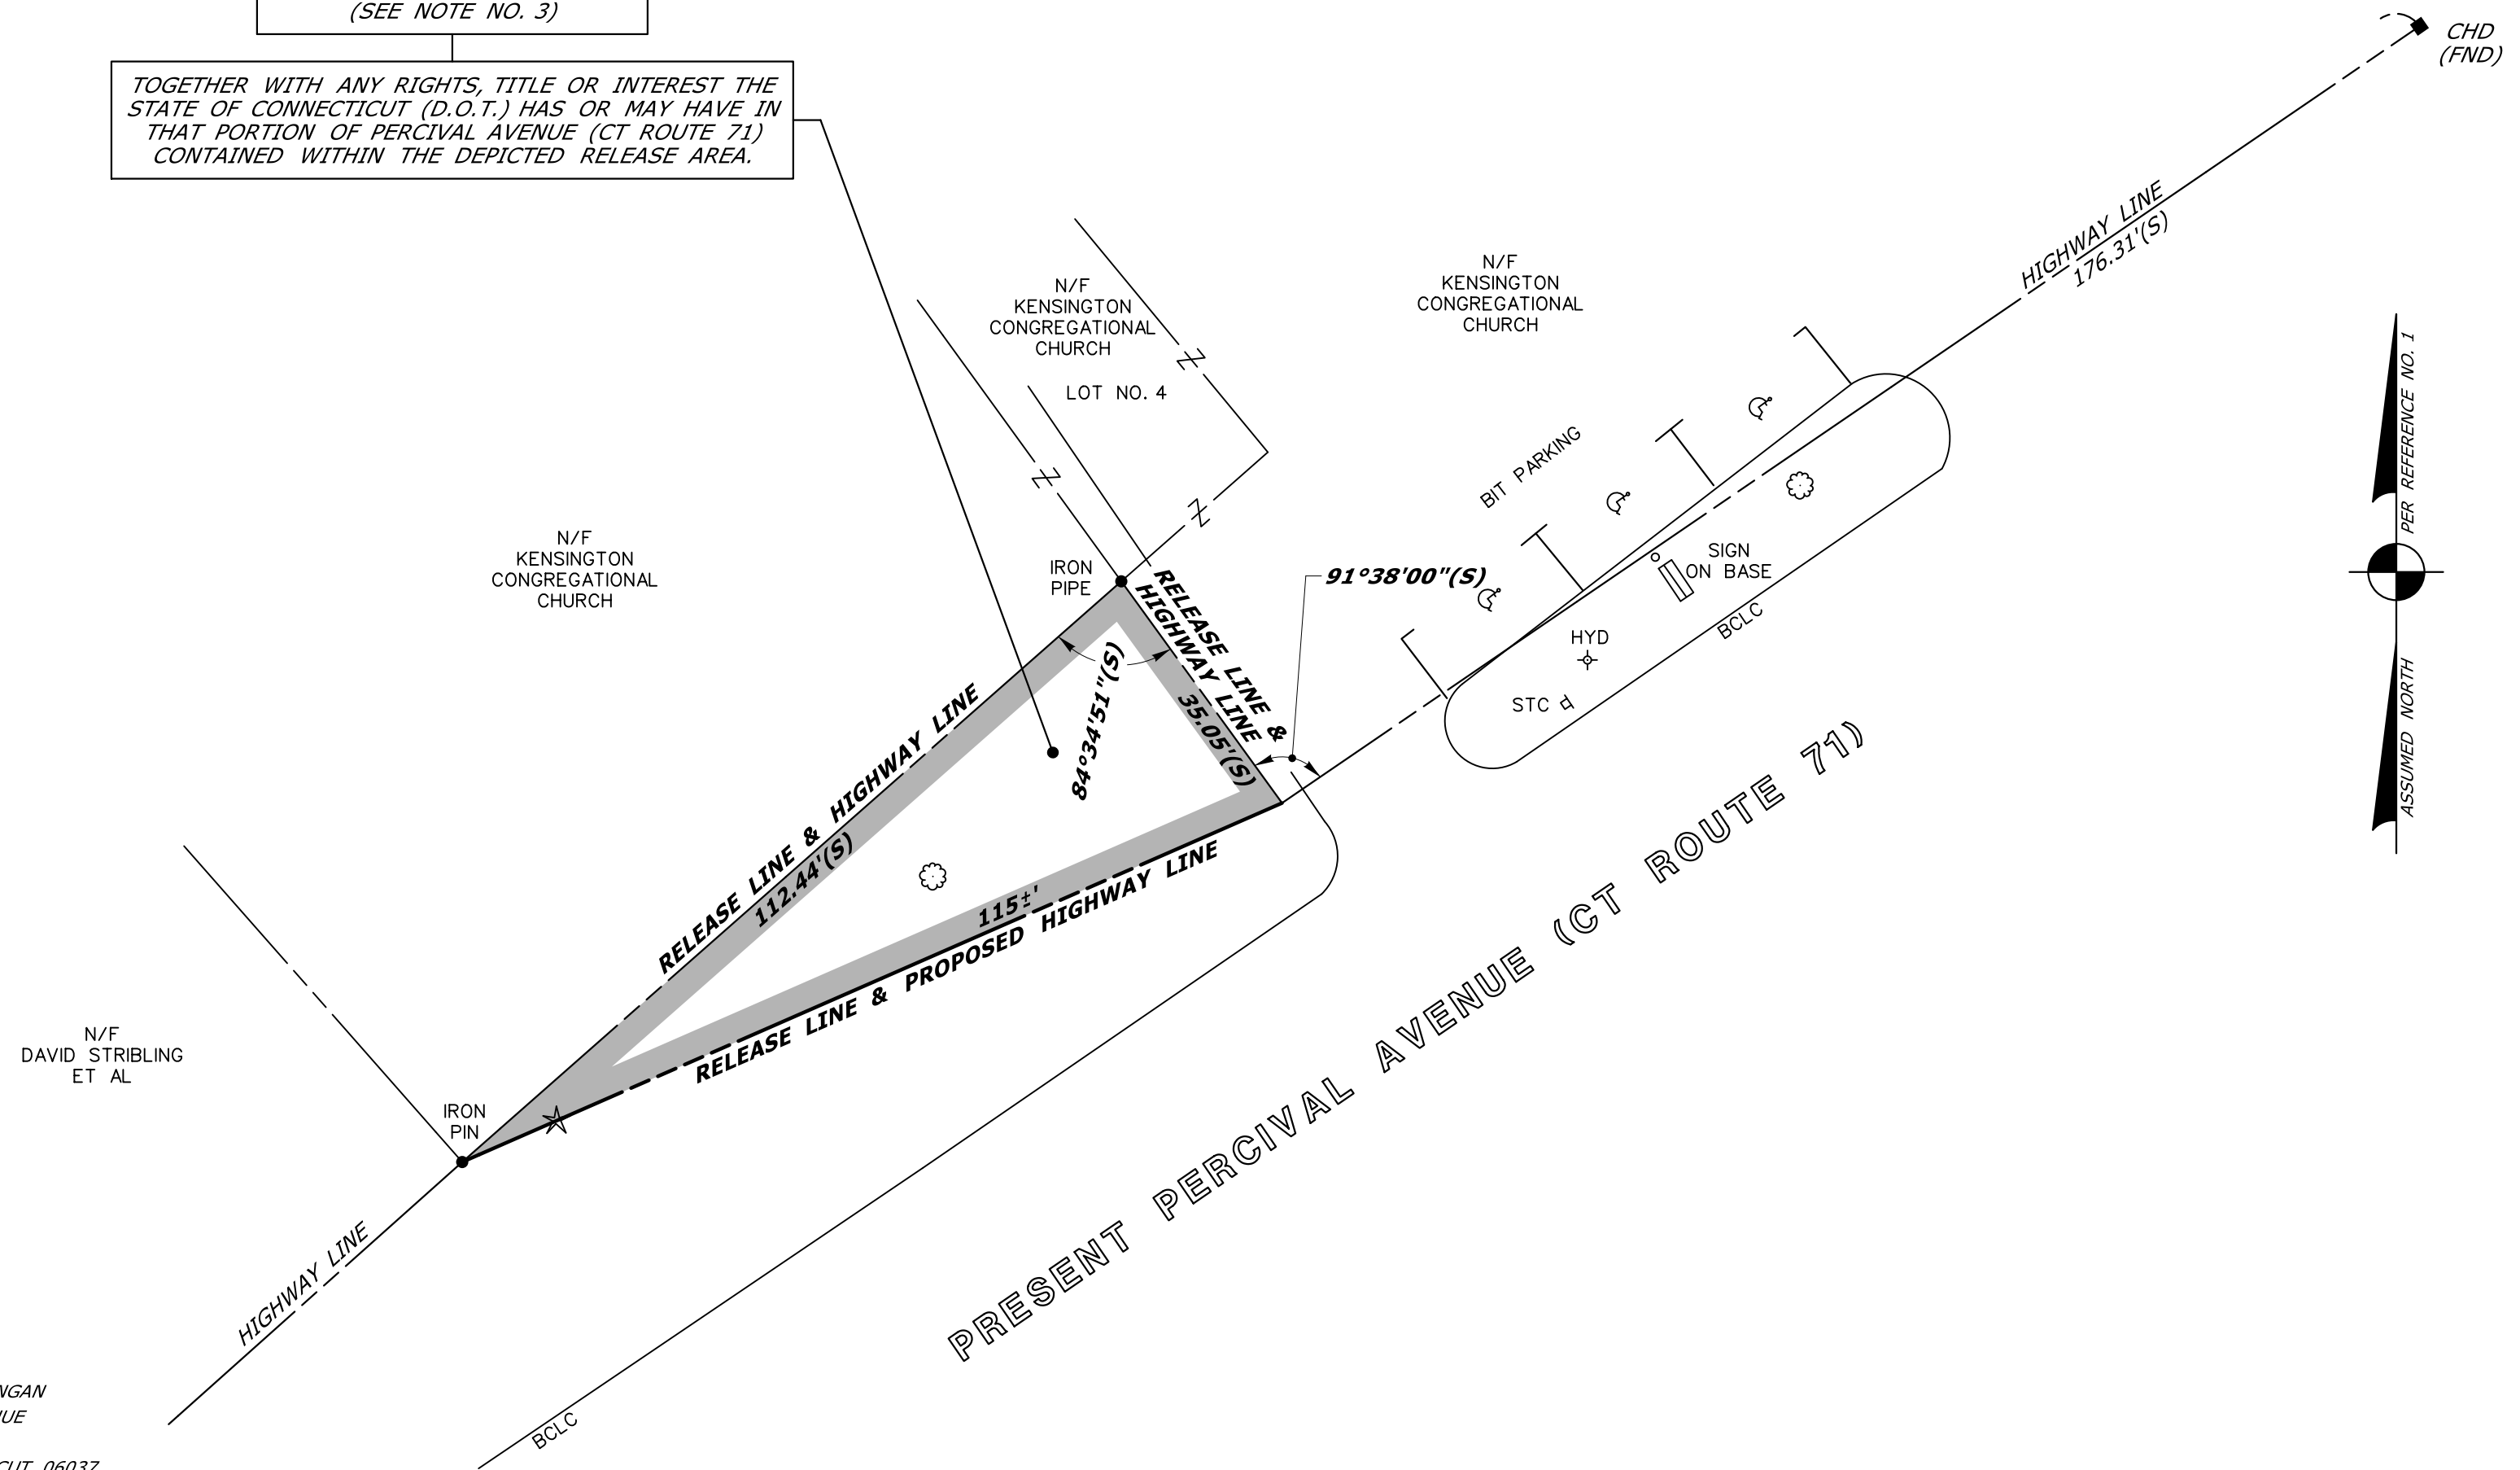 (SEE NOTE NO. 3)
TOGETHER WITH ANY RIGHTS, TITLE OR INTEREST THE
STATE OF CONNECTICUT (D.O.T.) HAS OR MAY HAVE IN
THAT PORTION OF PERCIVAL AVENUE (CT ROUTE 71)
CONTAINED WITHIN THE DEPICTED RELEASE AREA.
CHD
(FND)
HIGHWAY LINE
176.31'(S)
N/F
KENSINGTON
CONGREGATIONAL
CHURCH
LOT NO. 4
N/F
KENSINGTON
CONGREGATIONAL
CHURCH
PER REFERENCE NO. 1
ASSUMED NORTH
BIT PARKING
N/F
KENSINGTON
CONGREGATIONAL
CHURCH
IRON
PIPE
RELEASE LINE &
HIGHWAY LINE
35.05'(S)
91°38'00"(S)
SIGN
ON BASE
BCLC
HYD
STC
84°34'51"(S)
RELEASE LINE & HIGHWAY LINE
112.44'(S)
115±'
RELEASE LINE & PROPOSED HIGHWAY LINE
PRESENT PERCIVAL AVENUE (CT ROUTE 71)
N/F
DAVID STRIBLING
ET AL
IRON
PIN
HIGHWAY LINE
BCLC
NGAN
UE
CUT 06037